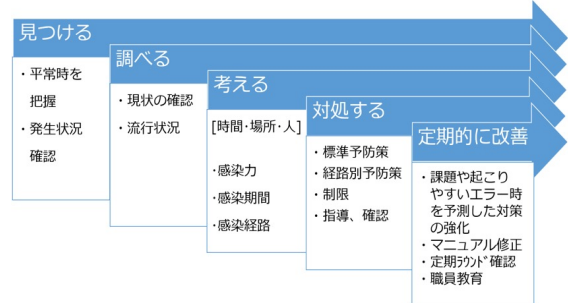 見つける
・平常時を
把握
・発生状況
確認
調べる
・現状の確認
・流行状況
考える
[時間・場所・人]
・感染力
・感染期間
・感染経路
対処する
・標準予防策
・経路別予防策
・制限
・指導、確認
定期的に改善
・課題や起こり
やすいエラー時
を予測した対策
の強化
・マニュアル修正
・定期ﾗｳﾝﾄﾞ確認
・職員教育